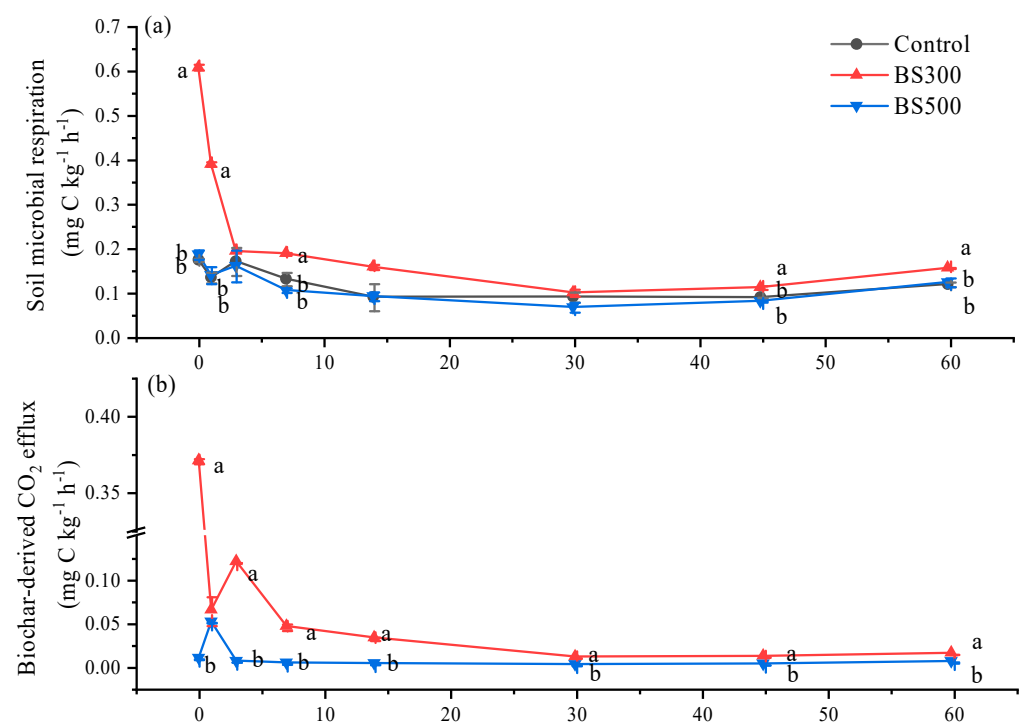 (a)
0.7
0.6
0.5
0.4
0.3
0.2
0.1
0.0
Soil microbial respiration
(mg C kg⁻¹ h⁻¹)
Control
BS300
BS500
a
a
b
b
b
b
a
b
b
a
b
b
a
b
b
0
10
20
30
40
50
60
(b)
0.40
0.35
0.10
0.05
0.00
Biochar-derived CO₂ efflux
(mg C kg⁻¹ h⁻¹)
a
b
a
b
a
b
a
b
a
b
a
b
a
b
0
10
20
30
40
50
60